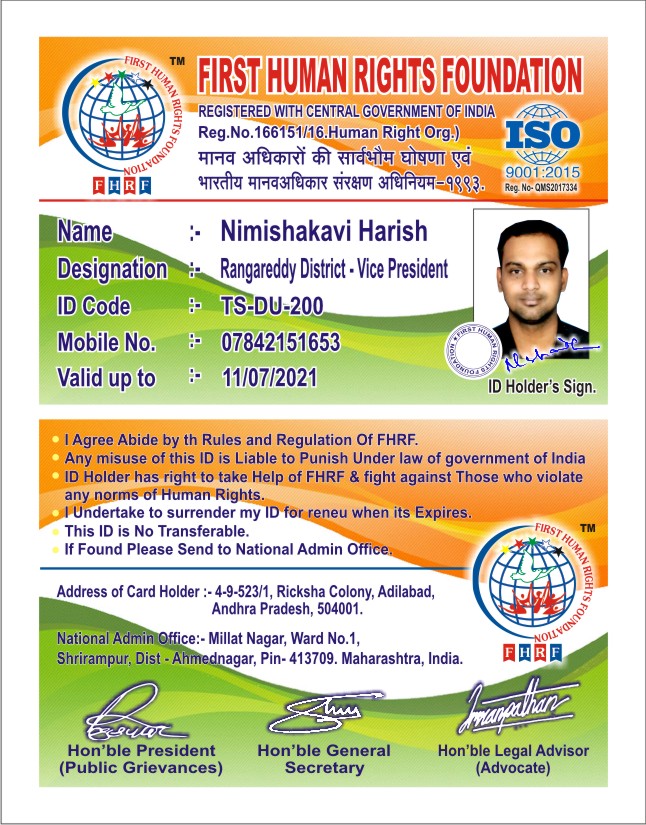 FIRST HUMAN RIGHTS FOUNDATION
TM
FIRST HUMAN RIGHTS FOUNDATION
FHRF
REGISTERED WITH CENTRAL GOVERNMENT OF INDIA
Reg.No.166151/16.Human Right Org.)
मानव अधिकारों की सार्वभौम घोषणा एवं
भारतीय मानवअधिकार संरक्षण अधिनियम-१९९३.
ISO
9001:2015
Reg. No- QMS2017334
Name :- Nimishakavi Harish
Designation :- Rangareddy District - Vice President
ID Code :- TS-DU-200
Mobile No. :- 07842151653
Valid up to :- 11/07/2021
FIRST HUMAN RIGHTS FOUNDATION
ID Holder's Sign.
I Agree Abide by th Rules and Regulation Of FHRF.
Any misuse of this ID is Liable to Punish Under law of government of India
ID Holder has right to take Help of FHRF & fight against Those who violate
any norms of Human Rights.
I Undertake to surrender my ID for reneu when its Expires.
This ID is No Transferable.
If Found Please Send to National Admin Office.
TM
FIRST HUMAN RIGHTS FOUNDATION
FHRF
Address of Card Holder :- 4-9-523/1, Ricksha Colony, Adilabad,
Andhra Pradesh, 504001.
National Admin Office:- Millat Nagar, Ward No.1,
Shrirampur, Dist - Ahmednagar, Pin- 413709. Maharashtra, India.
Hon'ble President
(Public Grievances)
Hon'ble General
Secretary
Hon'ble Legal Advisor
(Advocate)